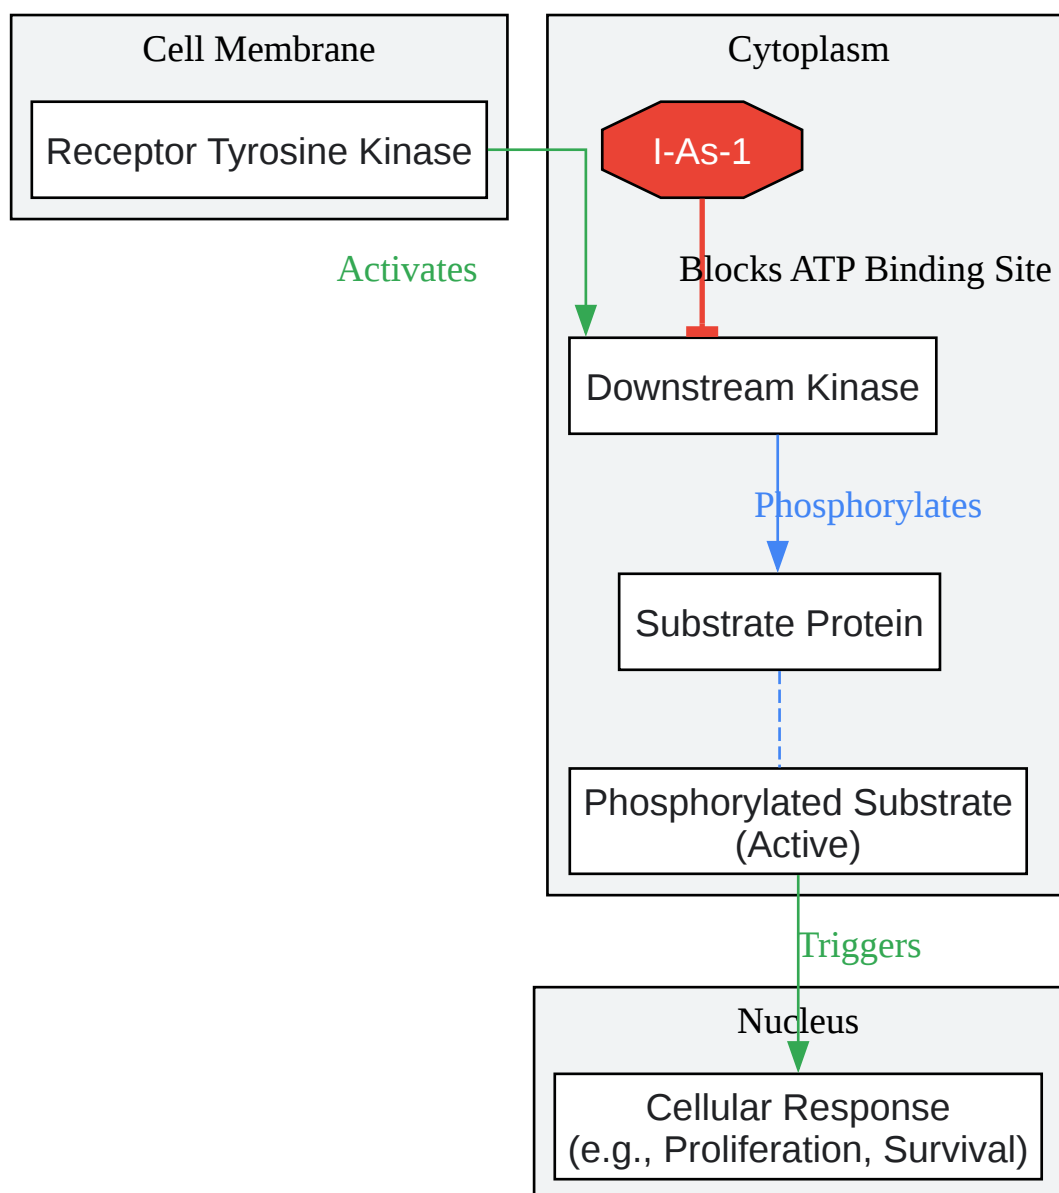 Cell Membrane
Receptor Tyrosine Kinase
Activates
Cytoplasm
I-As-1
Blocks ATP Binding Site
Downstream Kinase
Phosphorylates
Substrate Protein
Phosphorylated Substrate
(Active)
Triggers
Nucleus
Cellular Response
(e.g., Proliferation, Survival)